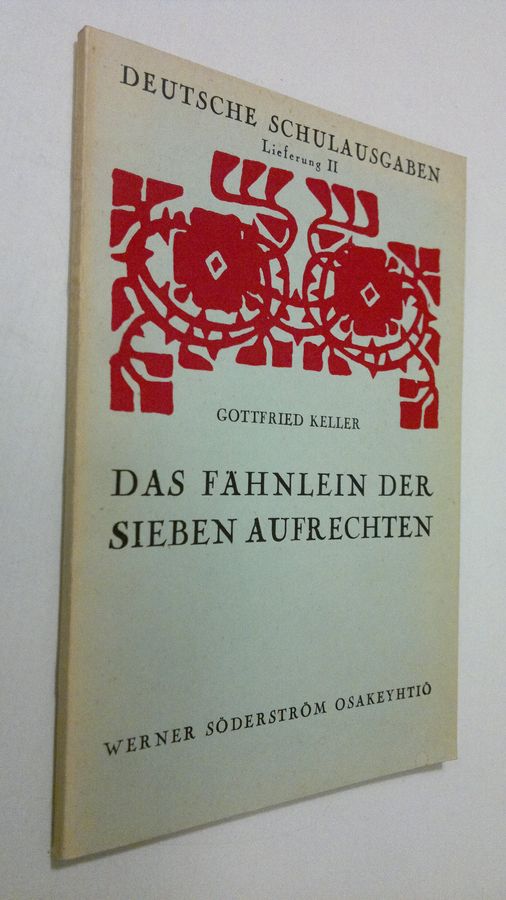 DEUTSCHE SCHULAUSGABEN
Lieferung II
GOTTFRIED KELLER
DAS FÄHNLEIN DER
SIEBEN AUFRECHTEN
WERNER SÖDERSTRÖM OSAKEYHTIÖ